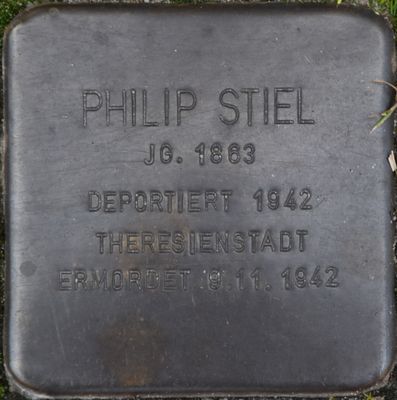 PHILIP STIEL
JG. 1863
DEPORTIERT 1942
THERESIENSTADT
ERMORDET 9.11.1942